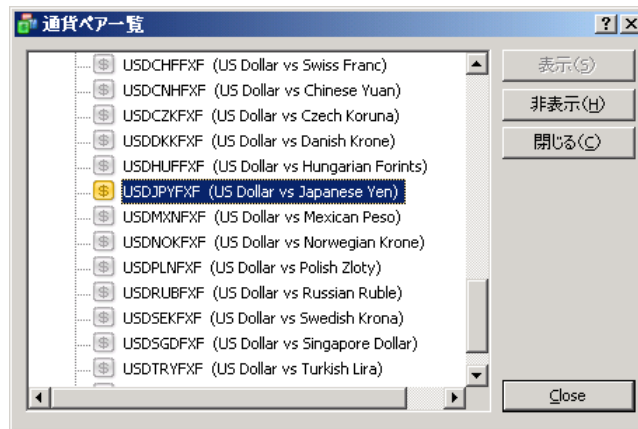 通貨ペアー覧
USDCHFFXF (US Dollar vs Swiss Franc)
USDCNHFXF (US Dollar vs Chinese Yuan)
USDCZKFXF (US Dollar vs Czech Koruna)
USDDKKFXF (US Dollar vs Danish Krone)
USDHUFFXF (US Dollar vs Hungarian Forints)
USDJPYFXF (US Dollar vs Japanese Yen)
USDMXNFXF (US Dollar vs Mexican Peso)
USDNOKFXF (US Dollar vs Norwegian Krone)
USDPLNFXF (US Dollar vs Polish Zloty)
USDRUBFXF (US Dollar vs Russian Ruble)
USDSEKFXF (US Dollar vs Swedish Krona)
USDSGDFXF (US Dollar vs Singapore Dollar)
USDTRYFXF (US Dollar vs Turkish Lira)
表示(S)
非表示(H)
閉じる(C)
Close